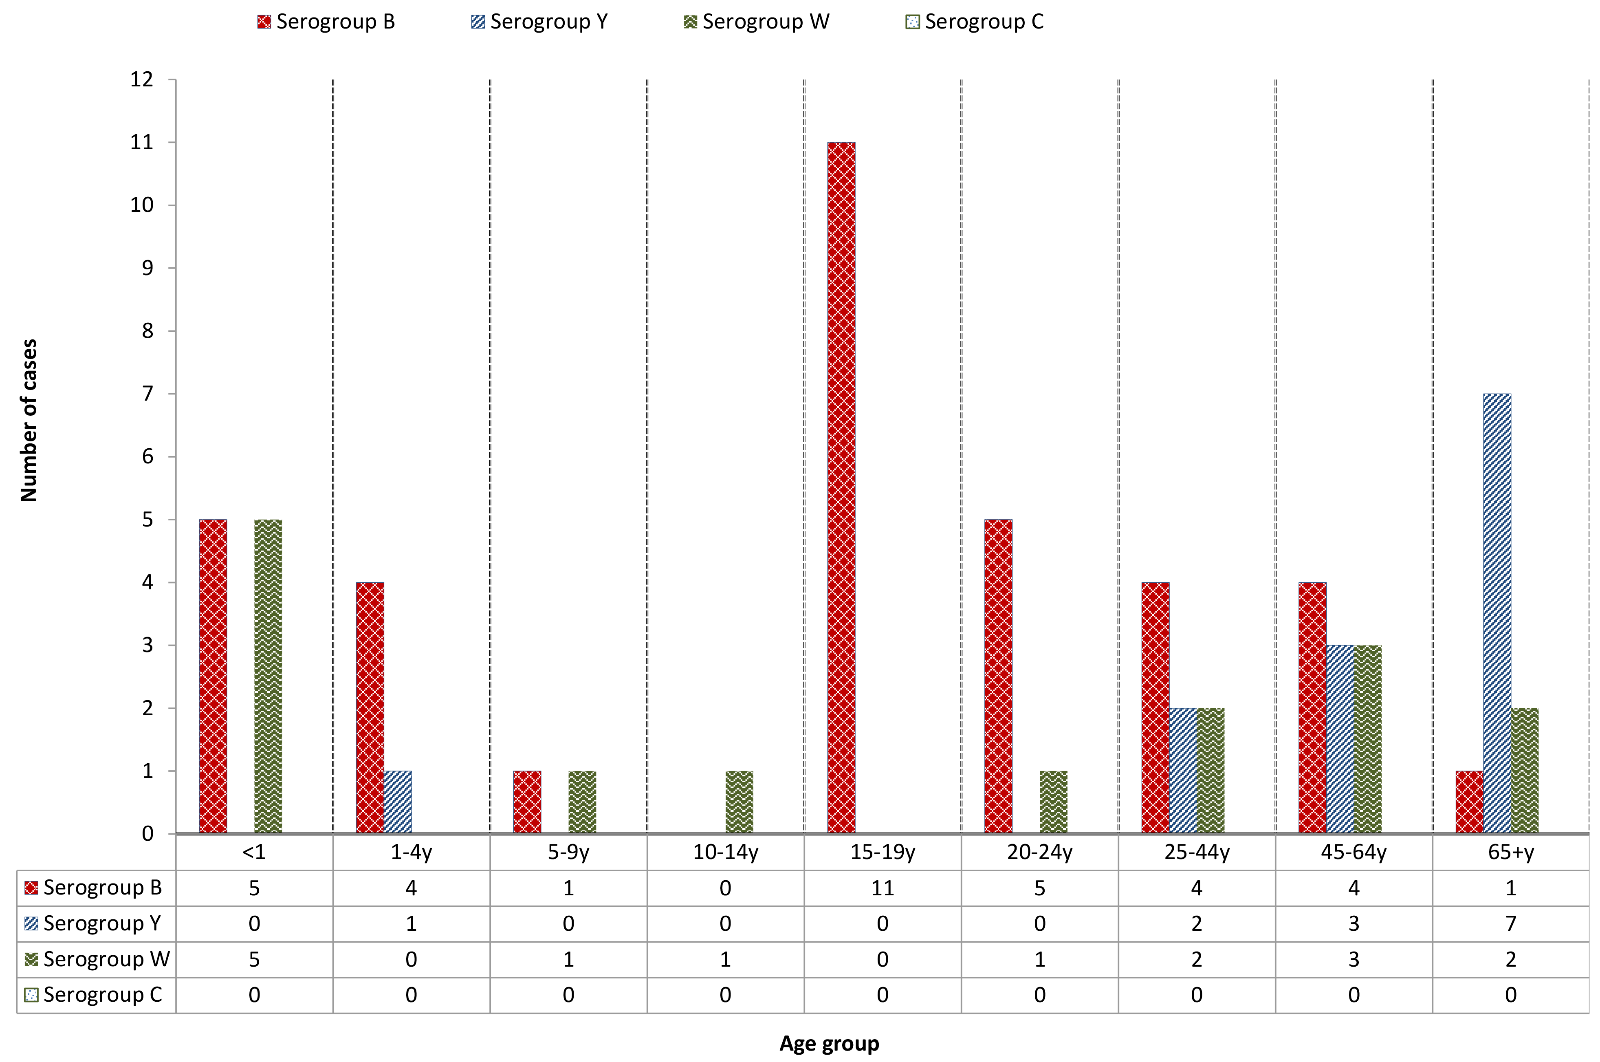 Serogroup B Serogroup Y Serogroup W Serogroup C
12
11
10
9
8
7
6
5
4
3
2
1
0
Number of cases
<1 1-4y 5-9y 10-14y 15-19y 20-24y 25-44y 45-64y 65+y
Serogroup B 5 4 1 0 11 5 4 4 1
Serogroup Y 0 1 0 0 0 0 2 3 7
Serogroup W 5 0 1 1 0 1 2 3 2
Serogroup C 0 0 0 0 0 0 0 0 0
Age group